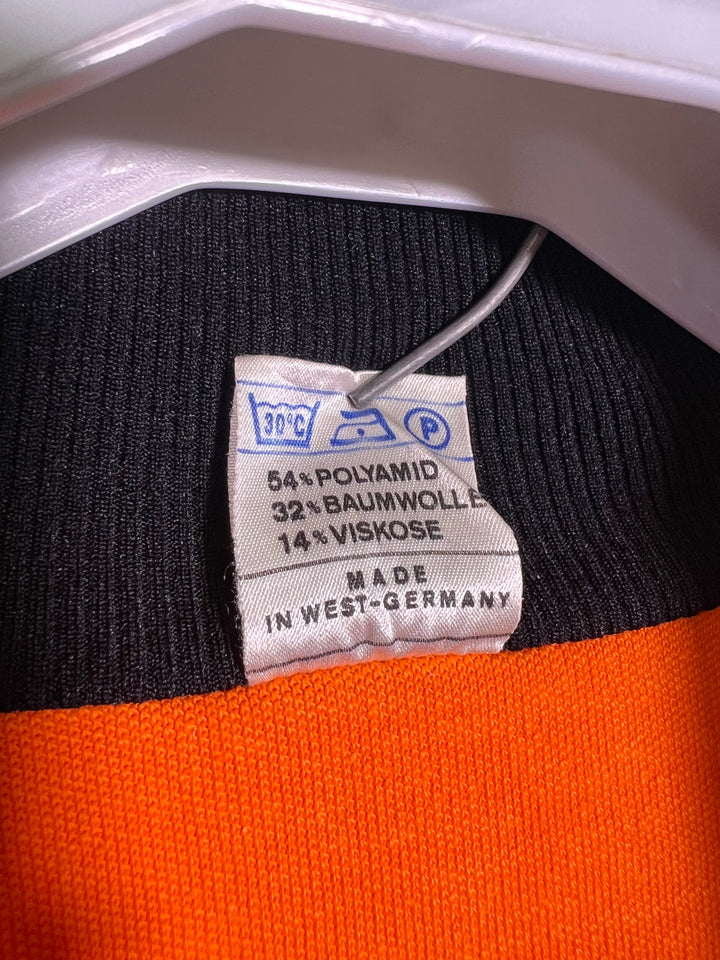 30°C P
54% POLYAMID
32% BAUMWOLLE
14% VISKOSE
MADE
IN WEST-GERMANY